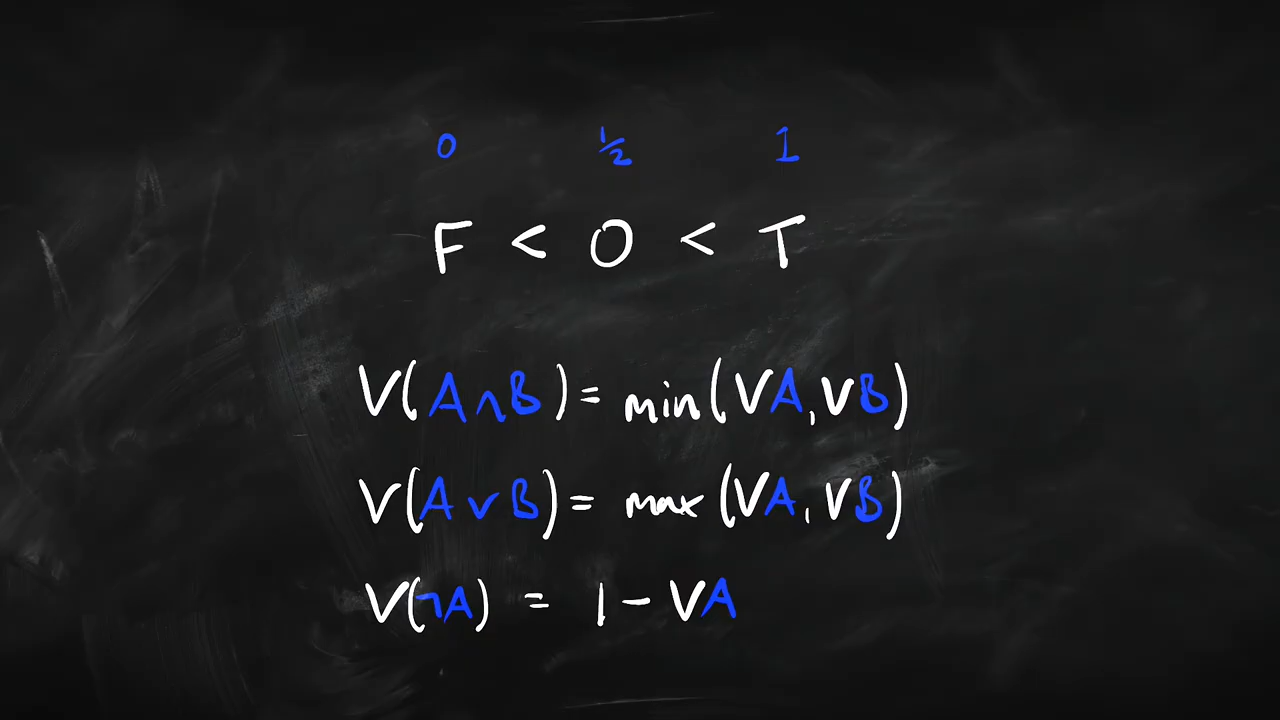 0 ½ 1
F < O < T
V(A∧B) = min(VA, VB)
V(A∨B) = max(VA, VB)
V(¬A) = 1 - VA